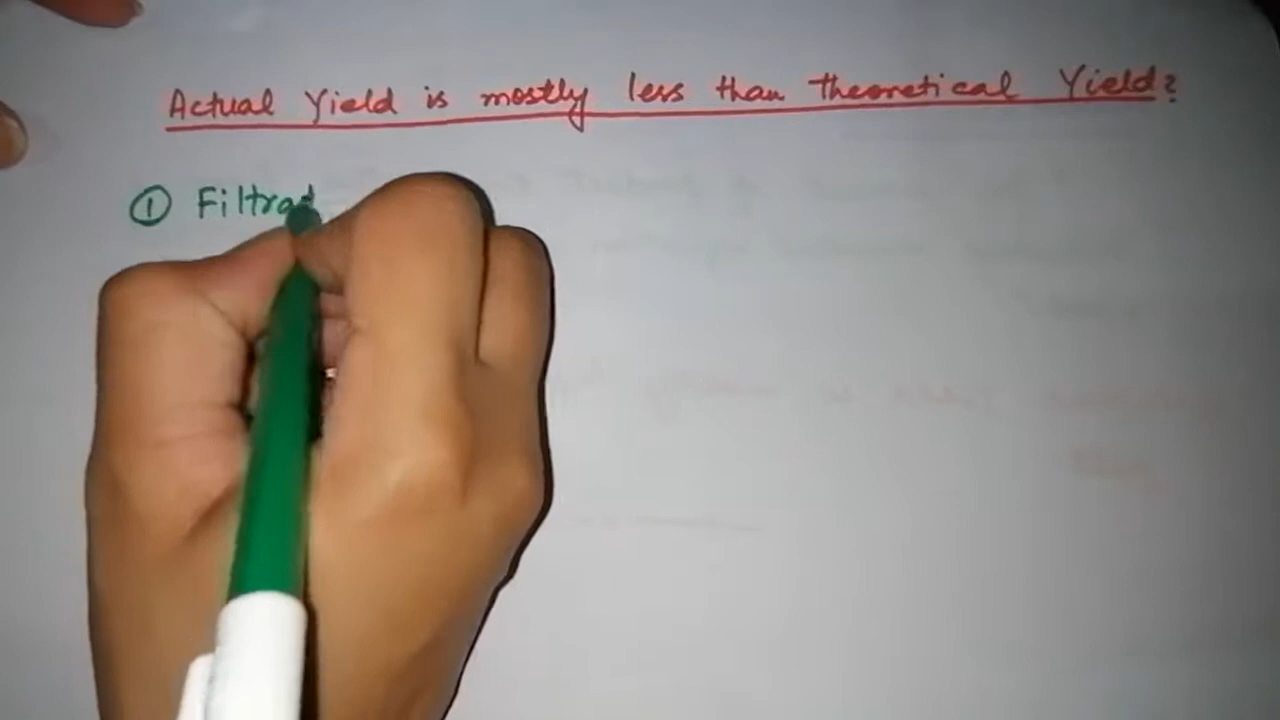 Actual Yield is mostly less than theoretical Yield?
① Filtrat